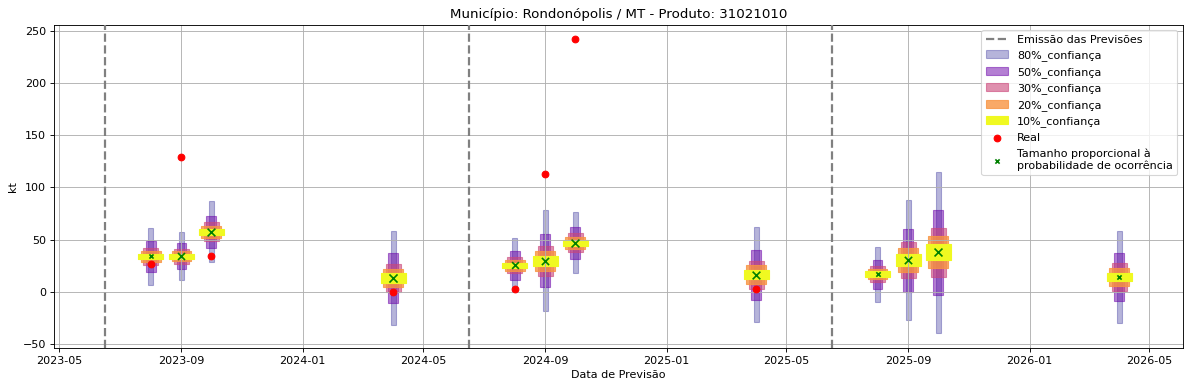 Município: Rondonópolis / MT - Produto: 31021010
250
200
150
100
50
0
−50
kt
Emissão das Previsões
80%_confiança
50%_confiança
30%_confiança
20%_confiança
10%_confiança
Real
Tamanho proporcional à
probabilidade de ocorrência
2023-05 2023-09 2024-01 2024-05 2024-09 2025-01 2025-05 2025-09 2026-01 2026-05
Data de Previsão